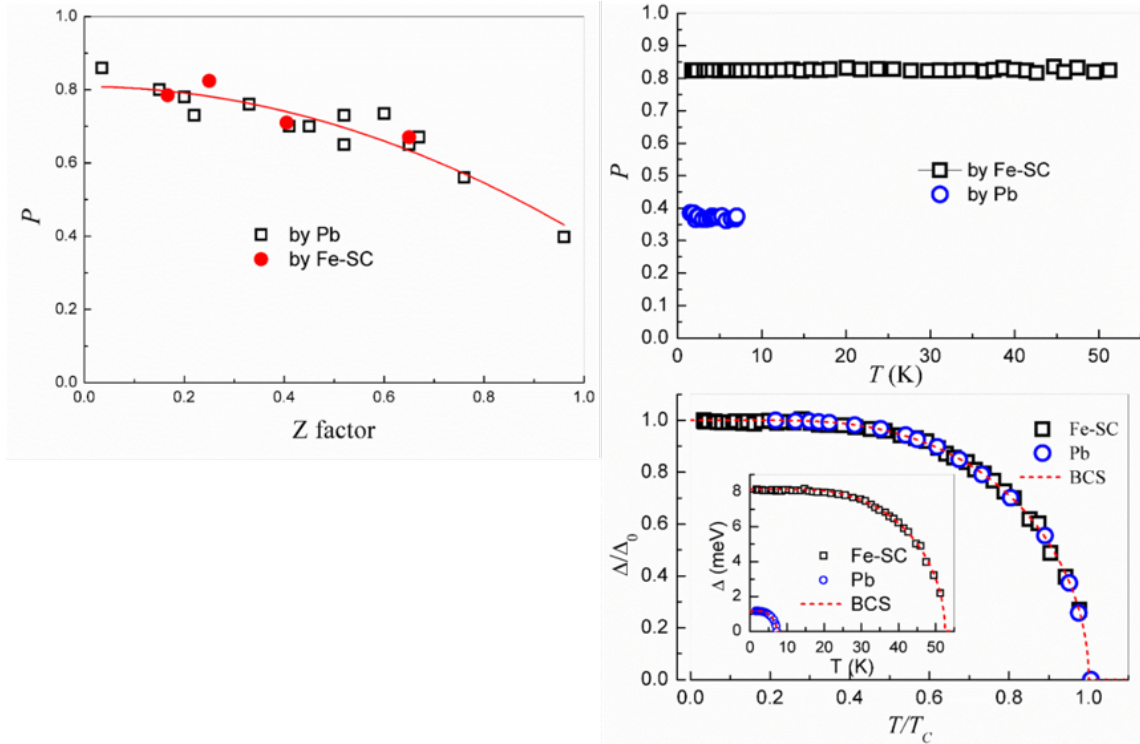 1.0
0.8
0.6
0.4
0.2
0.0
P
by Pb
by Fe-SC
0.0 0.2 0.4 0.6 0.8 1.0
Z factor
1.0
0.9
0.8
0.7
0.6
0.5
0.4
0.3
0.2
0.1
0.0
P
by Fe-SC
by Pb
0 10 20 30 40 50
T (K)
1.0
0.8
0.6
0.4
0.2
0.0
Δ/Δ₀
Fe-SC
Pb
BCS
8
6
4
2
0
Δ (meV)
Fe-SC
Pb
BCS
0 10 20 30 40 50
T (K)
0.0 0.2 0.4 0.6 0.8 1.0
T/T_C